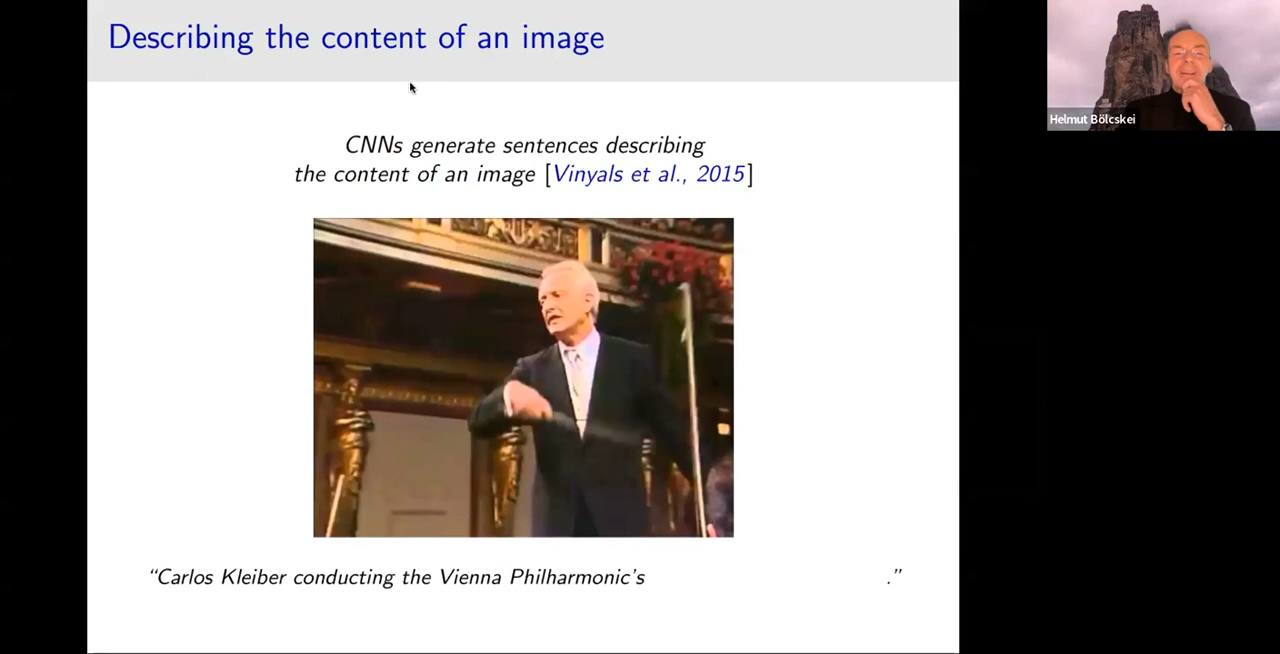 Describing the content of an image
CNNs generate sentences describing
the content of an image [Vinyals et al., 2015]
“Carlos Kleiber conducting the Vienna Philharmonic’s .”
Helmut Bölcskei